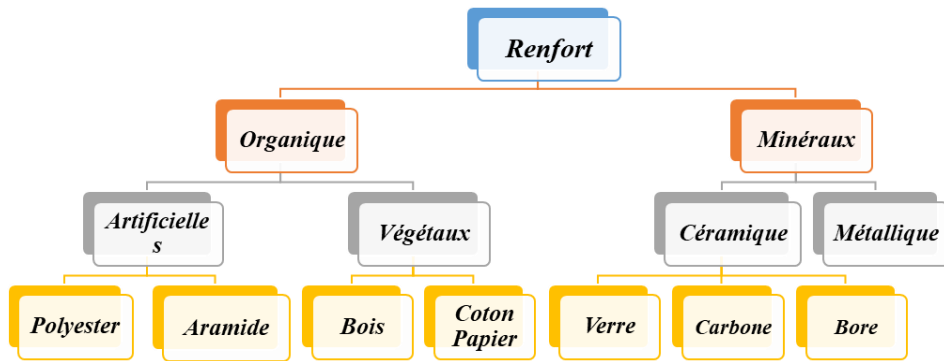 Renfort
Organique
Minéraux
Artificielle
s
Végétaux
Céramique
Métallique
Polyester
Aramide
Bois
Coton
Papier
Verre
Carbone
Bore